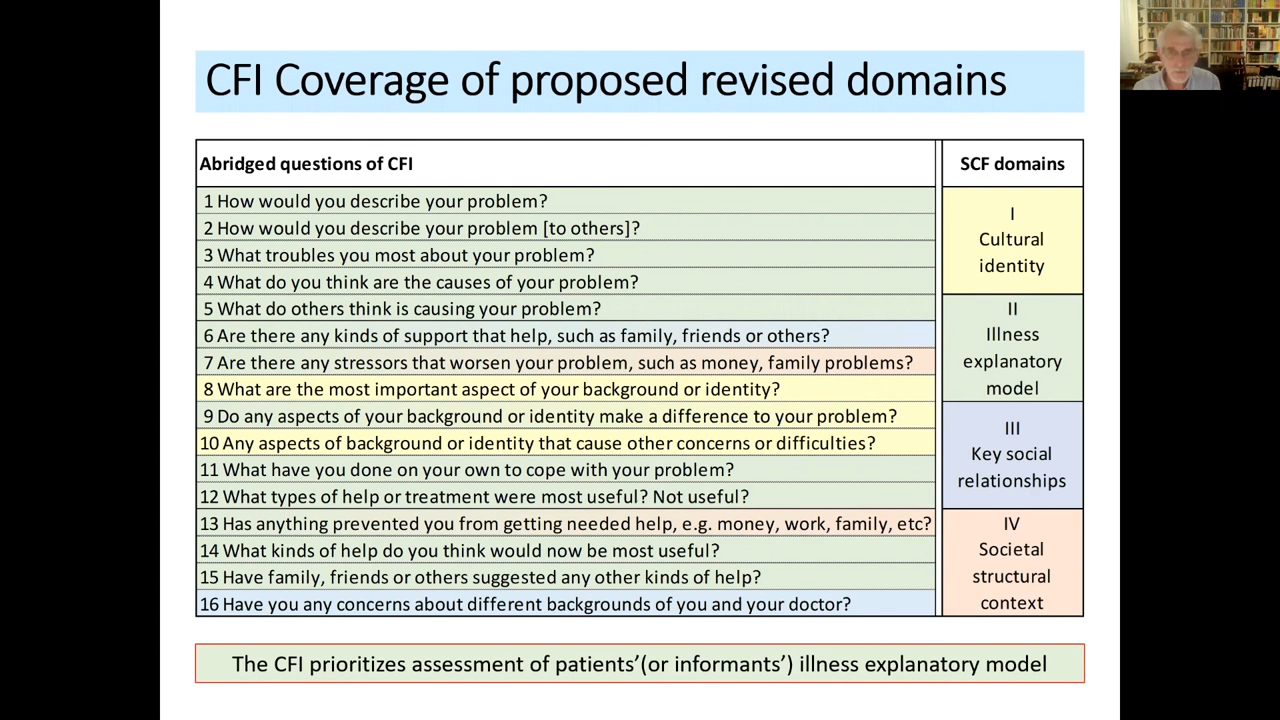 CFI Coverage of proposed revised domains
Abridged questions of CFI
SCF domains
1 How would you describe your problem?
2 How would you describe your problem [to others]?
3 What troubles you most about your problem?
4 What do you think are the causes of your problem?
5 What do others think is causing your problem?
6 Are there any kinds of support that help, such as family, friends or others?
7 Are there any stressors that worsen your problem, such as money, family problems?
8 What are the most important aspect of your background or identity?
9 Do any aspects of your background or identity make a difference to your problem?
10 Any aspects of background or identity that cause other concerns or difficulties?
11 What have you done on your own to cope with your problem?
12 What types of help or treatment were most useful? Not useful?
13 Has anything prevented you from getting needed help, e.g. money, work, family, etc?
14 What kinds of help do you think would now be most useful?
15 Have family, friends or others suggested any other kinds of help?
16 Have you any concerns about different backgrounds of you and your doctor?
I
Cultural
identity
II
Illness
explanatory
model
III
Key social
relationships
IV
Societal
structural
context
The CFI prioritizes assessment of patients’(or informants’) illness explanatory model